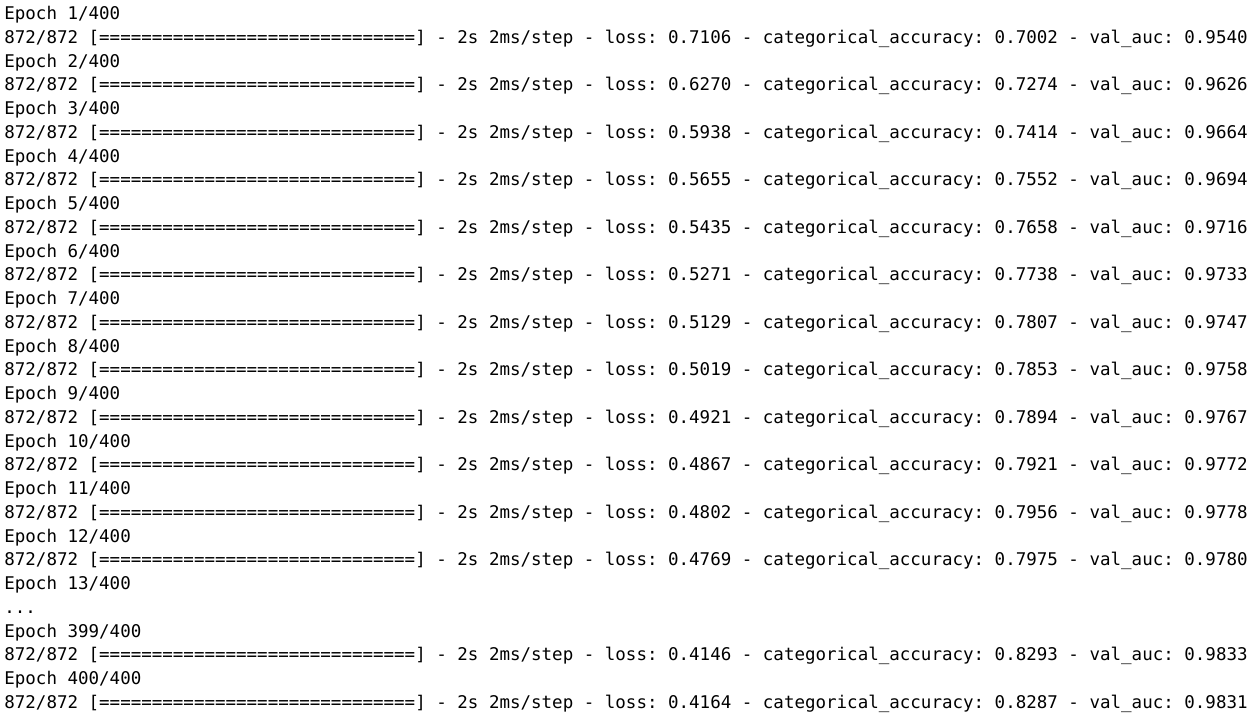 Epoch 1/400
872/872 [==============================] - 2s 2ms/step - loss: 0.7106 - categorical_accuracy: 0.7002 - val_auc: 0.9540
Epoch 2/400
872/872 [==============================] - 2s 2ms/step - loss: 0.6270 - categorical_accuracy: 0.7274 - val_auc: 0.9626
Epoch 3/400
872/872 [==============================] - 2s 2ms/step - loss: 0.5938 - categorical_accuracy: 0.7414 - val_auc: 0.9664
Epoch 4/400
872/872 [==============================] - 2s 2ms/step - loss: 0.5655 - categorical_accuracy: 0.7552 - val_auc: 0.9694
Epoch 5/400
872/872 [==============================] - 2s 2ms/step - loss: 0.5435 - categorical_accuracy: 0.7658 - val_auc: 0.9716
Epoch 6/400
872/872 [==============================] - 2s 2ms/step - loss: 0.5271 - categorical_accuracy: 0.7738 - val_auc: 0.9733
Epoch 7/400
872/872 [==============================] - 2s 2ms/step - loss: 0.5129 - categorical_accuracy: 0.7807 - val_auc: 0.9747
Epoch 8/400
872/872 [==============================] - 2s 2ms/step - loss: 0.5019 - categorical_accuracy: 0.7853 - val_auc: 0.9758
Epoch 9/400
872/872 [==============================] - 2s 2ms/step - loss: 0.4921 - categorical_accuracy: 0.7894 - val_auc: 0.9767
Epoch 10/400
872/872 [==============================] - 2s 2ms/step - loss: 0.4867 - categorical_accuracy: 0.7921 - val_auc: 0.9772
Epoch 11/400
872/872 [==============================] - 2s 2ms/step - loss: 0.4802 - categorical_accuracy: 0.7956 - val_auc: 0.9778
Epoch 12/400
872/872 [==============================] - 2s 2ms/step - loss: 0.4769 - categorical_accuracy: 0.7975 - val_auc: 0.9780
Epoch 13/400
...
Epoch 399/400
872/872 [==============================] - 2s 2ms/step - loss: 0.4146 - categorical_accuracy: 0.8293 - val_auc: 0.9833
Epoch 400/400
872/872 [==============================] - 2s 2ms/step - loss: 0.4164 - categorical_accuracy: 0.8287 - val_auc: 0.9831